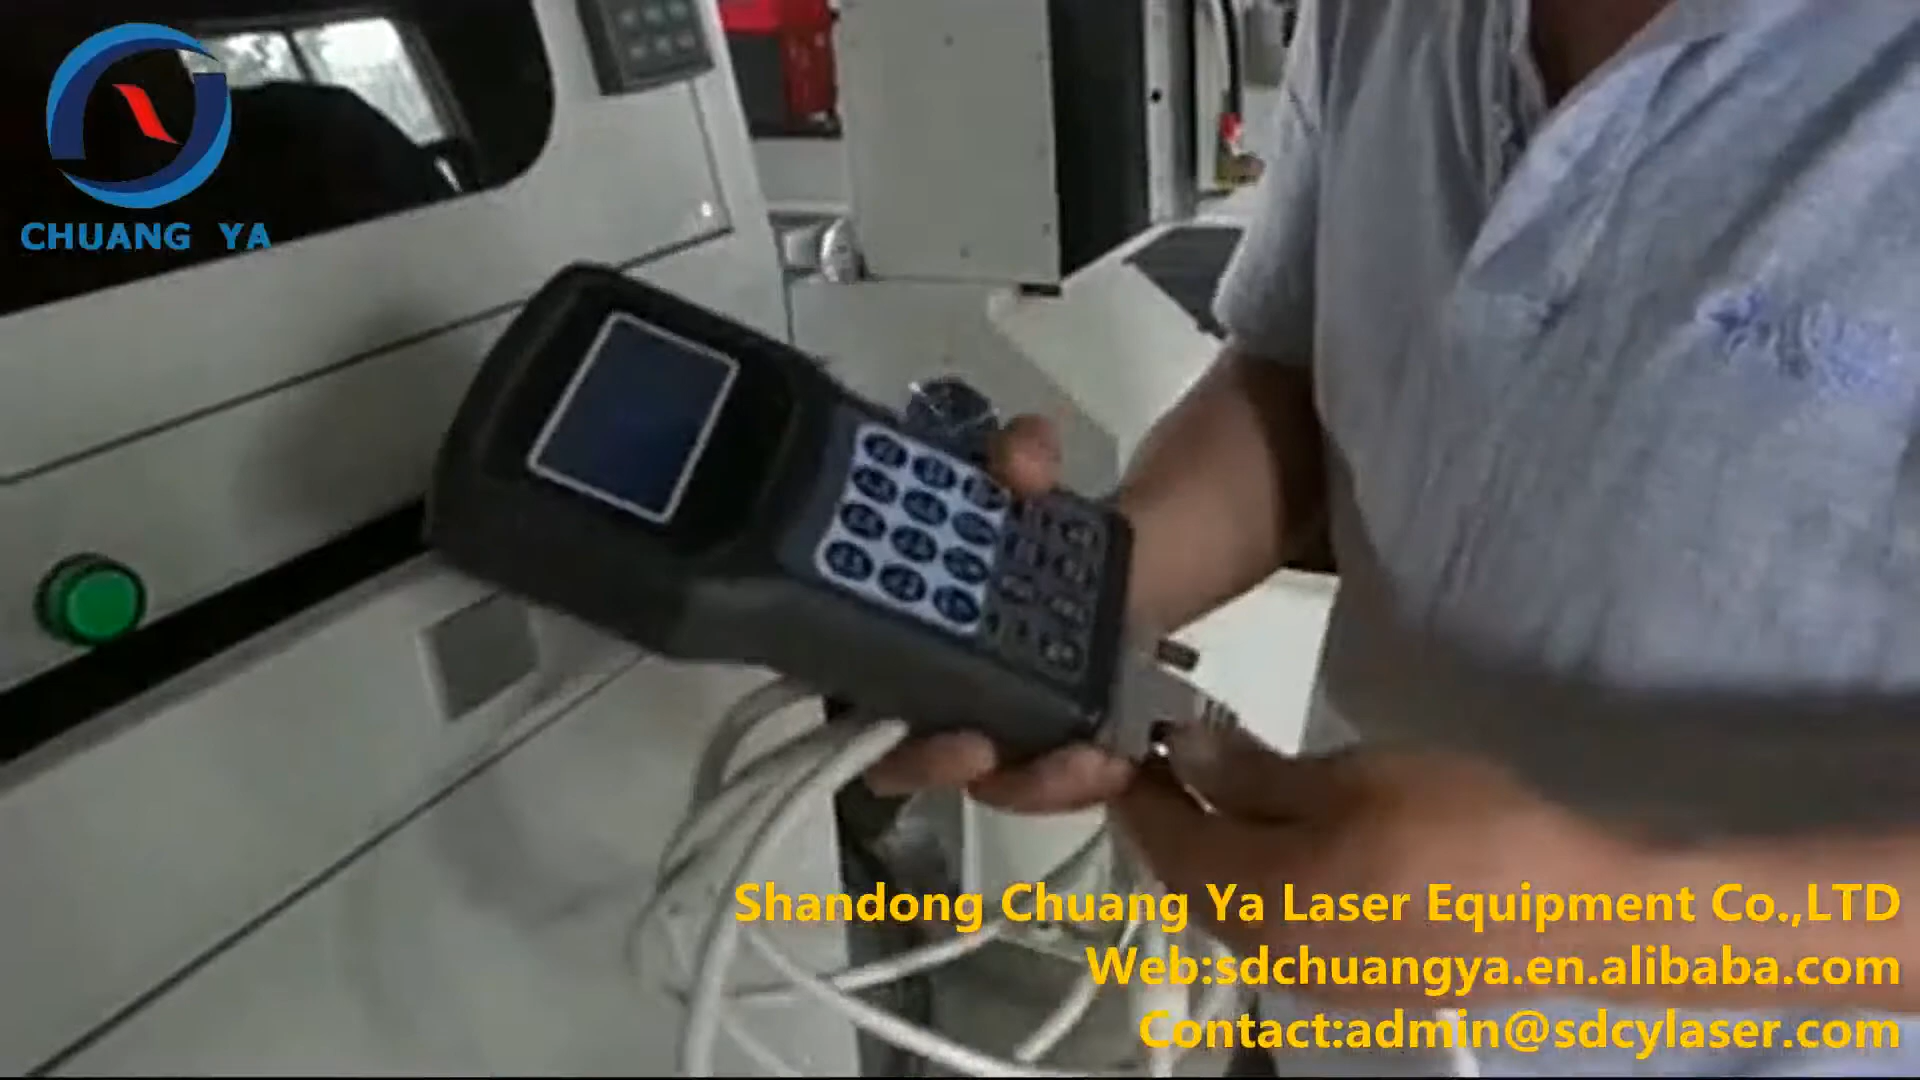 CHUANG YA
Shandong Chuang Ya Laser Equipment Co.,LTD
Web:sdchuangya.en.alibaba.com
Contact:admin@sdcylaser.com